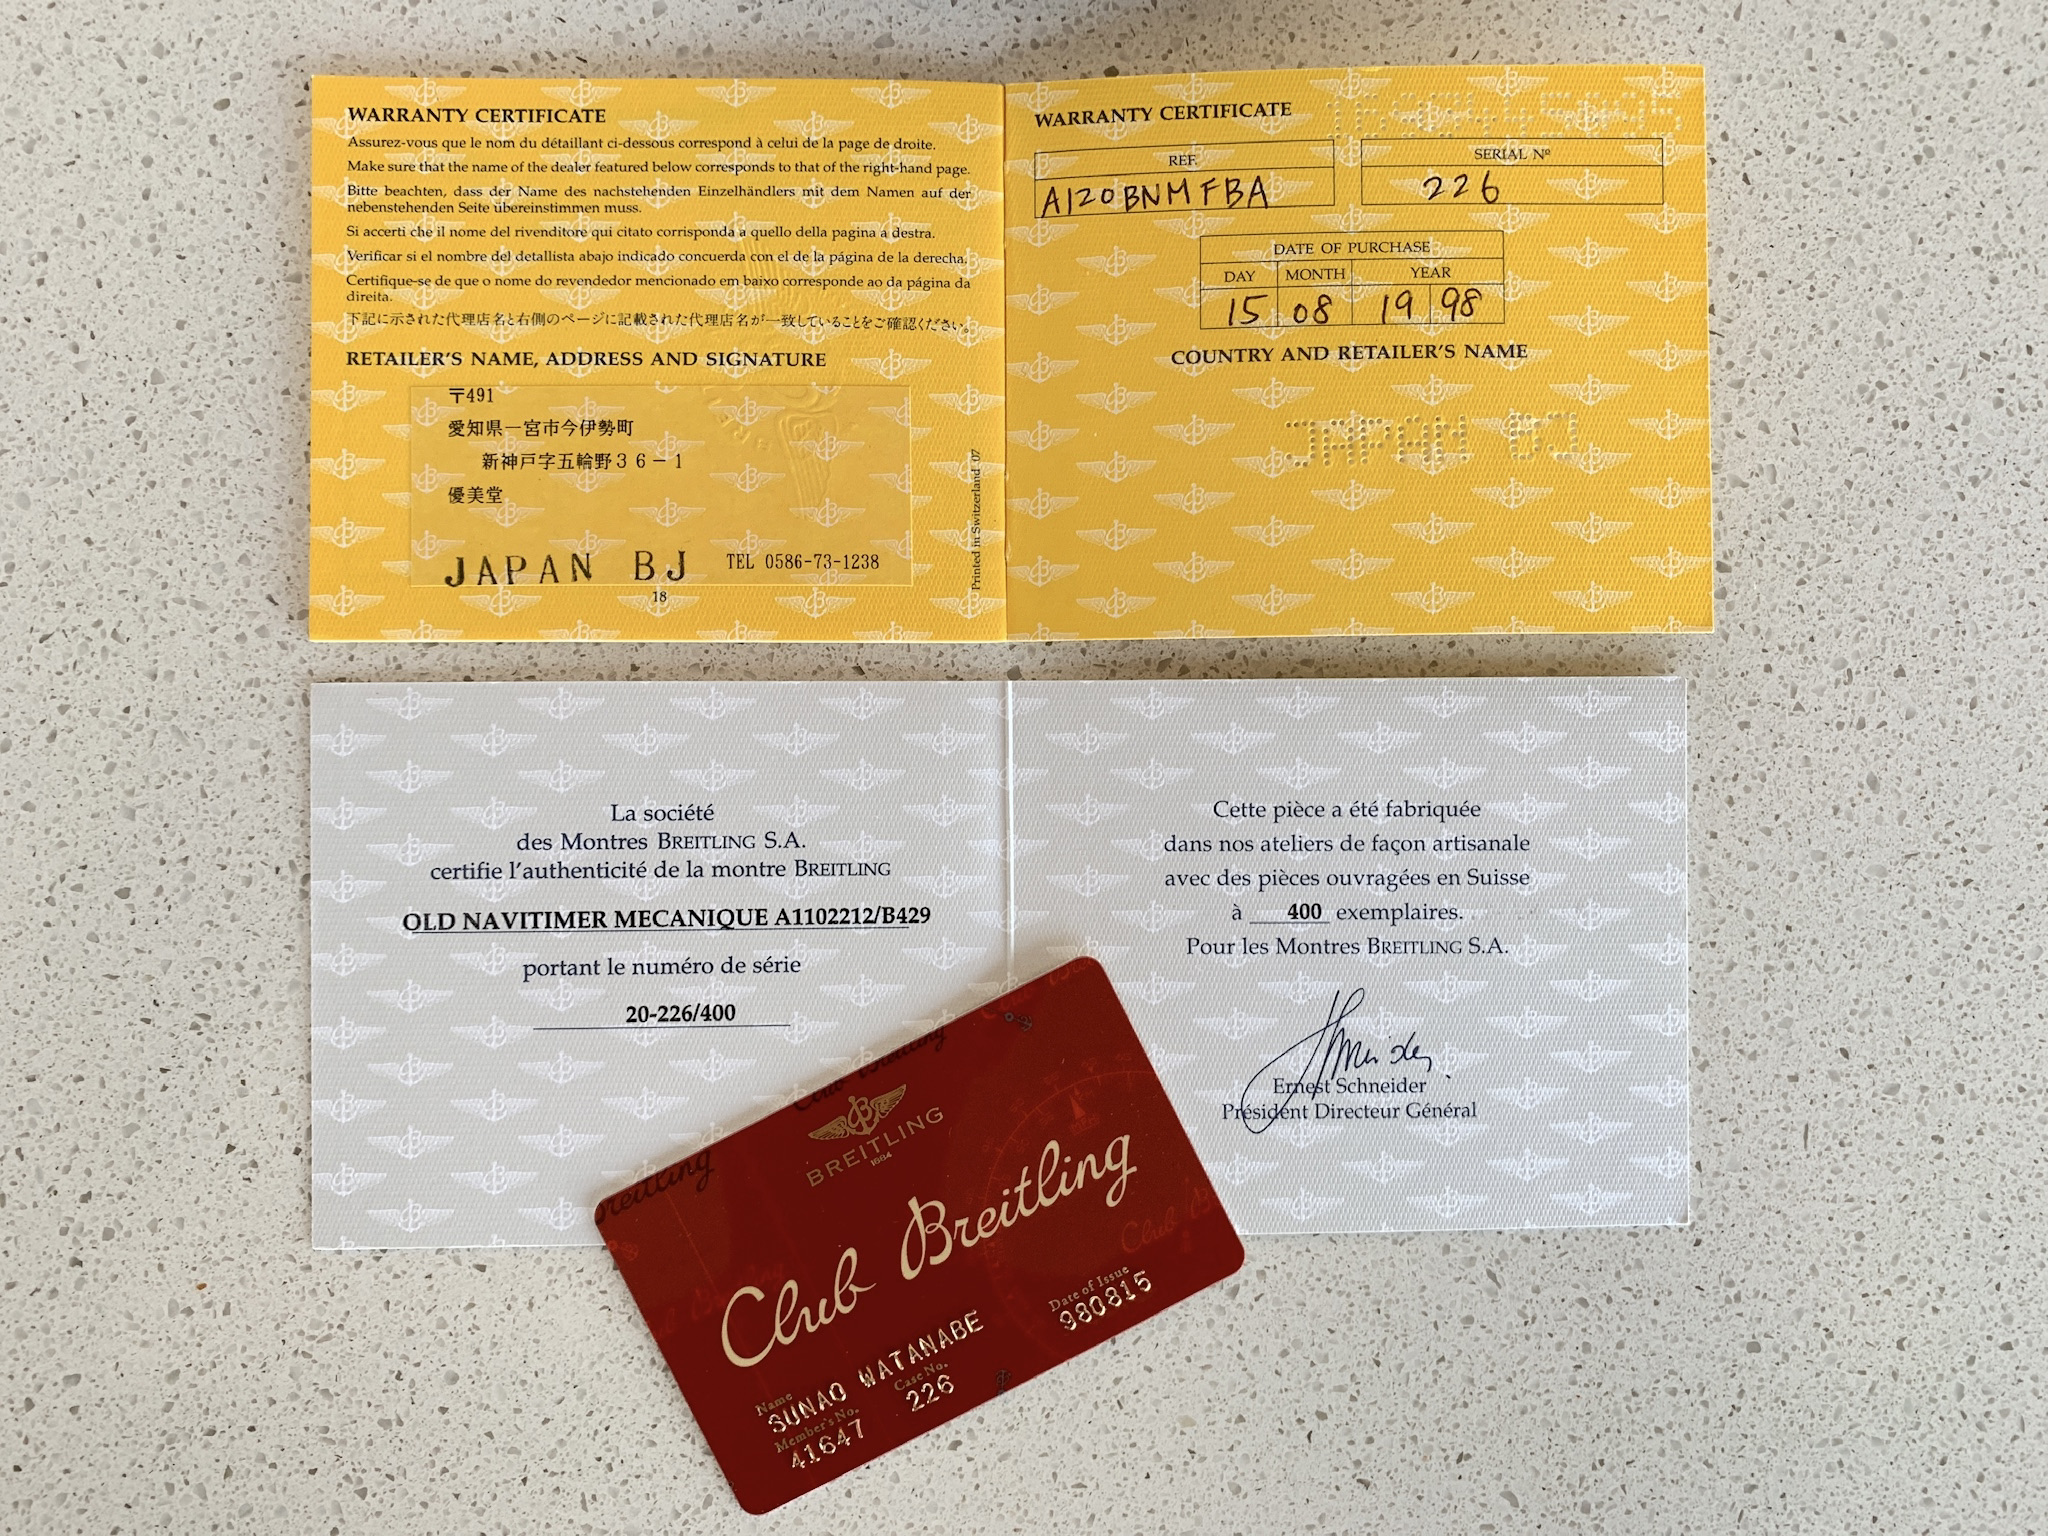 WARRANTY CERTIFICATE
Assurez-vous que le nom du détaillant ci-dessous correspond à celui de la page de droite.
Make sure that the name of the dealer featured below corresponds to that of the right-hand page.
Bitte beachten, dass der Name des nachstehenden Einzelhändlers mit dem Namen auf der
nebenstehenden Seite übereinstimmen muss.
Si accerti che il nome del rivenditore qui citato corrisponda a quello della pagina a destra.
Verificar si el nombre del detallista abajo indicado concuerda con el de la página de la derecha.
Certifique-se de que o nome do revendedor mencionado em baixo corresponde ao da página da
direita.
下記に示された代理店名と右側のページに記載された代理店名が一致していることをご確認ください。
RETAILER'S NAME, ADDRESS AND SIGNATURE
〒491
愛知県一宮市今伊勢町
新神戸字五輪野36-1
優美堂
JAPAN BJ TEL 0586-73-1238
18
Printed in Switzerland 07
WARRANTY CERTIFICATE
REF. SERIAL Nº
A120BNMFBA 226
DATE OF PURCHASE
DAY MONTH YEAR
15 08 19 98
COUNTRY AND RETAILER'S NAME
JAPAN BJ
La société
des Montres BREITLING S.A.
certifie l'authenticité de la montre BREITLING
OLD NAVITIMER MECANIQUE A1102212/B429
portant le numéro de série
20-226/400
Cette pièce a été fabriquée
dans nos ateliers de façon artisanale
avec des pièces ouvragées en Suisse
à 400 exemplaires.
Pour les Montres BREITLING S.A.
Ernest Schneider
Président Directeur Général
BREITLING
1884
Club Breitling
Name
SUNAO WATANABE
Member's No.
41647
Case No.
226
Date of Issue
980815